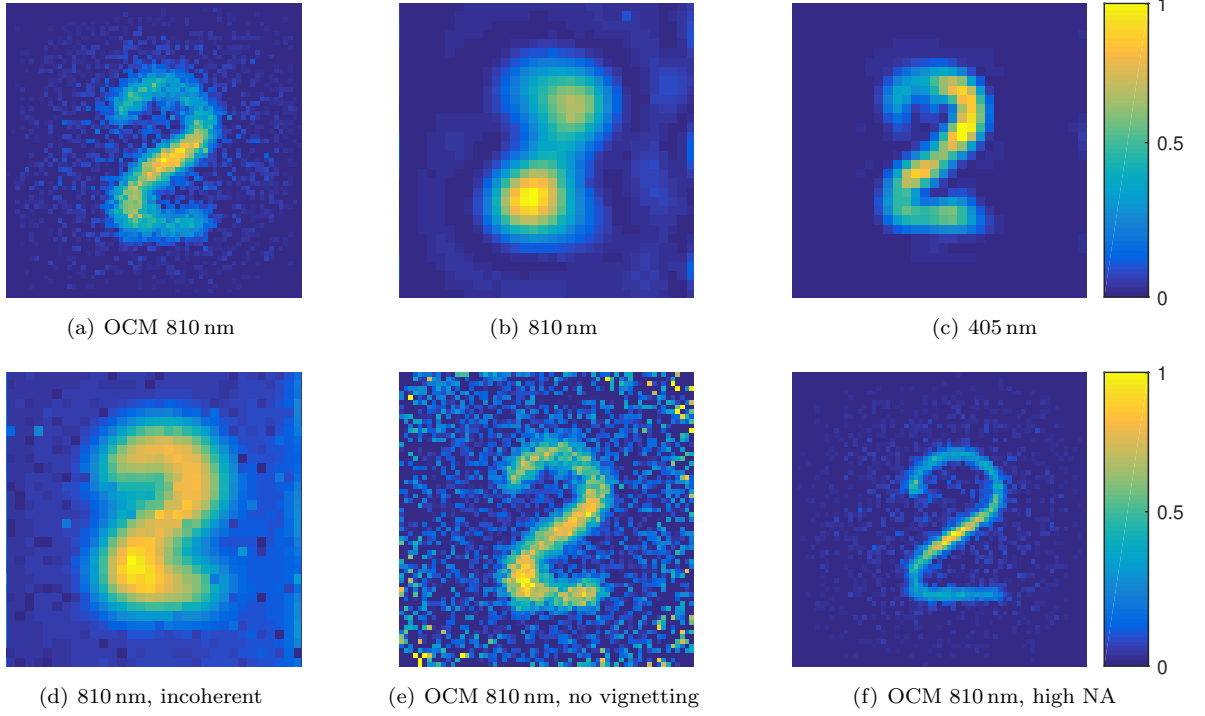 1
0.5
0
(a) OCM 810 nm
(b) 810 nm
(c) 405 nm
1
0.5
0
(d) 810 nm, incoherent
(e) OCM 810 nm, no vignetting
(f) OCM 810 nm, high NA